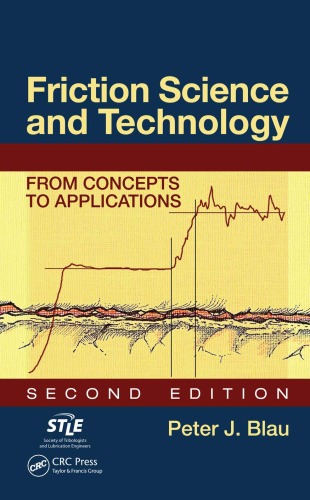 Friction Science
and Technology
FROM CONCEPTS
TO APPLICATIONS
SECOND EDITION
STLE
Society of Tribologists
and Lubrication Engineers
Peter J. Blau
CRC
CRC Press
Taylor & Francis Group